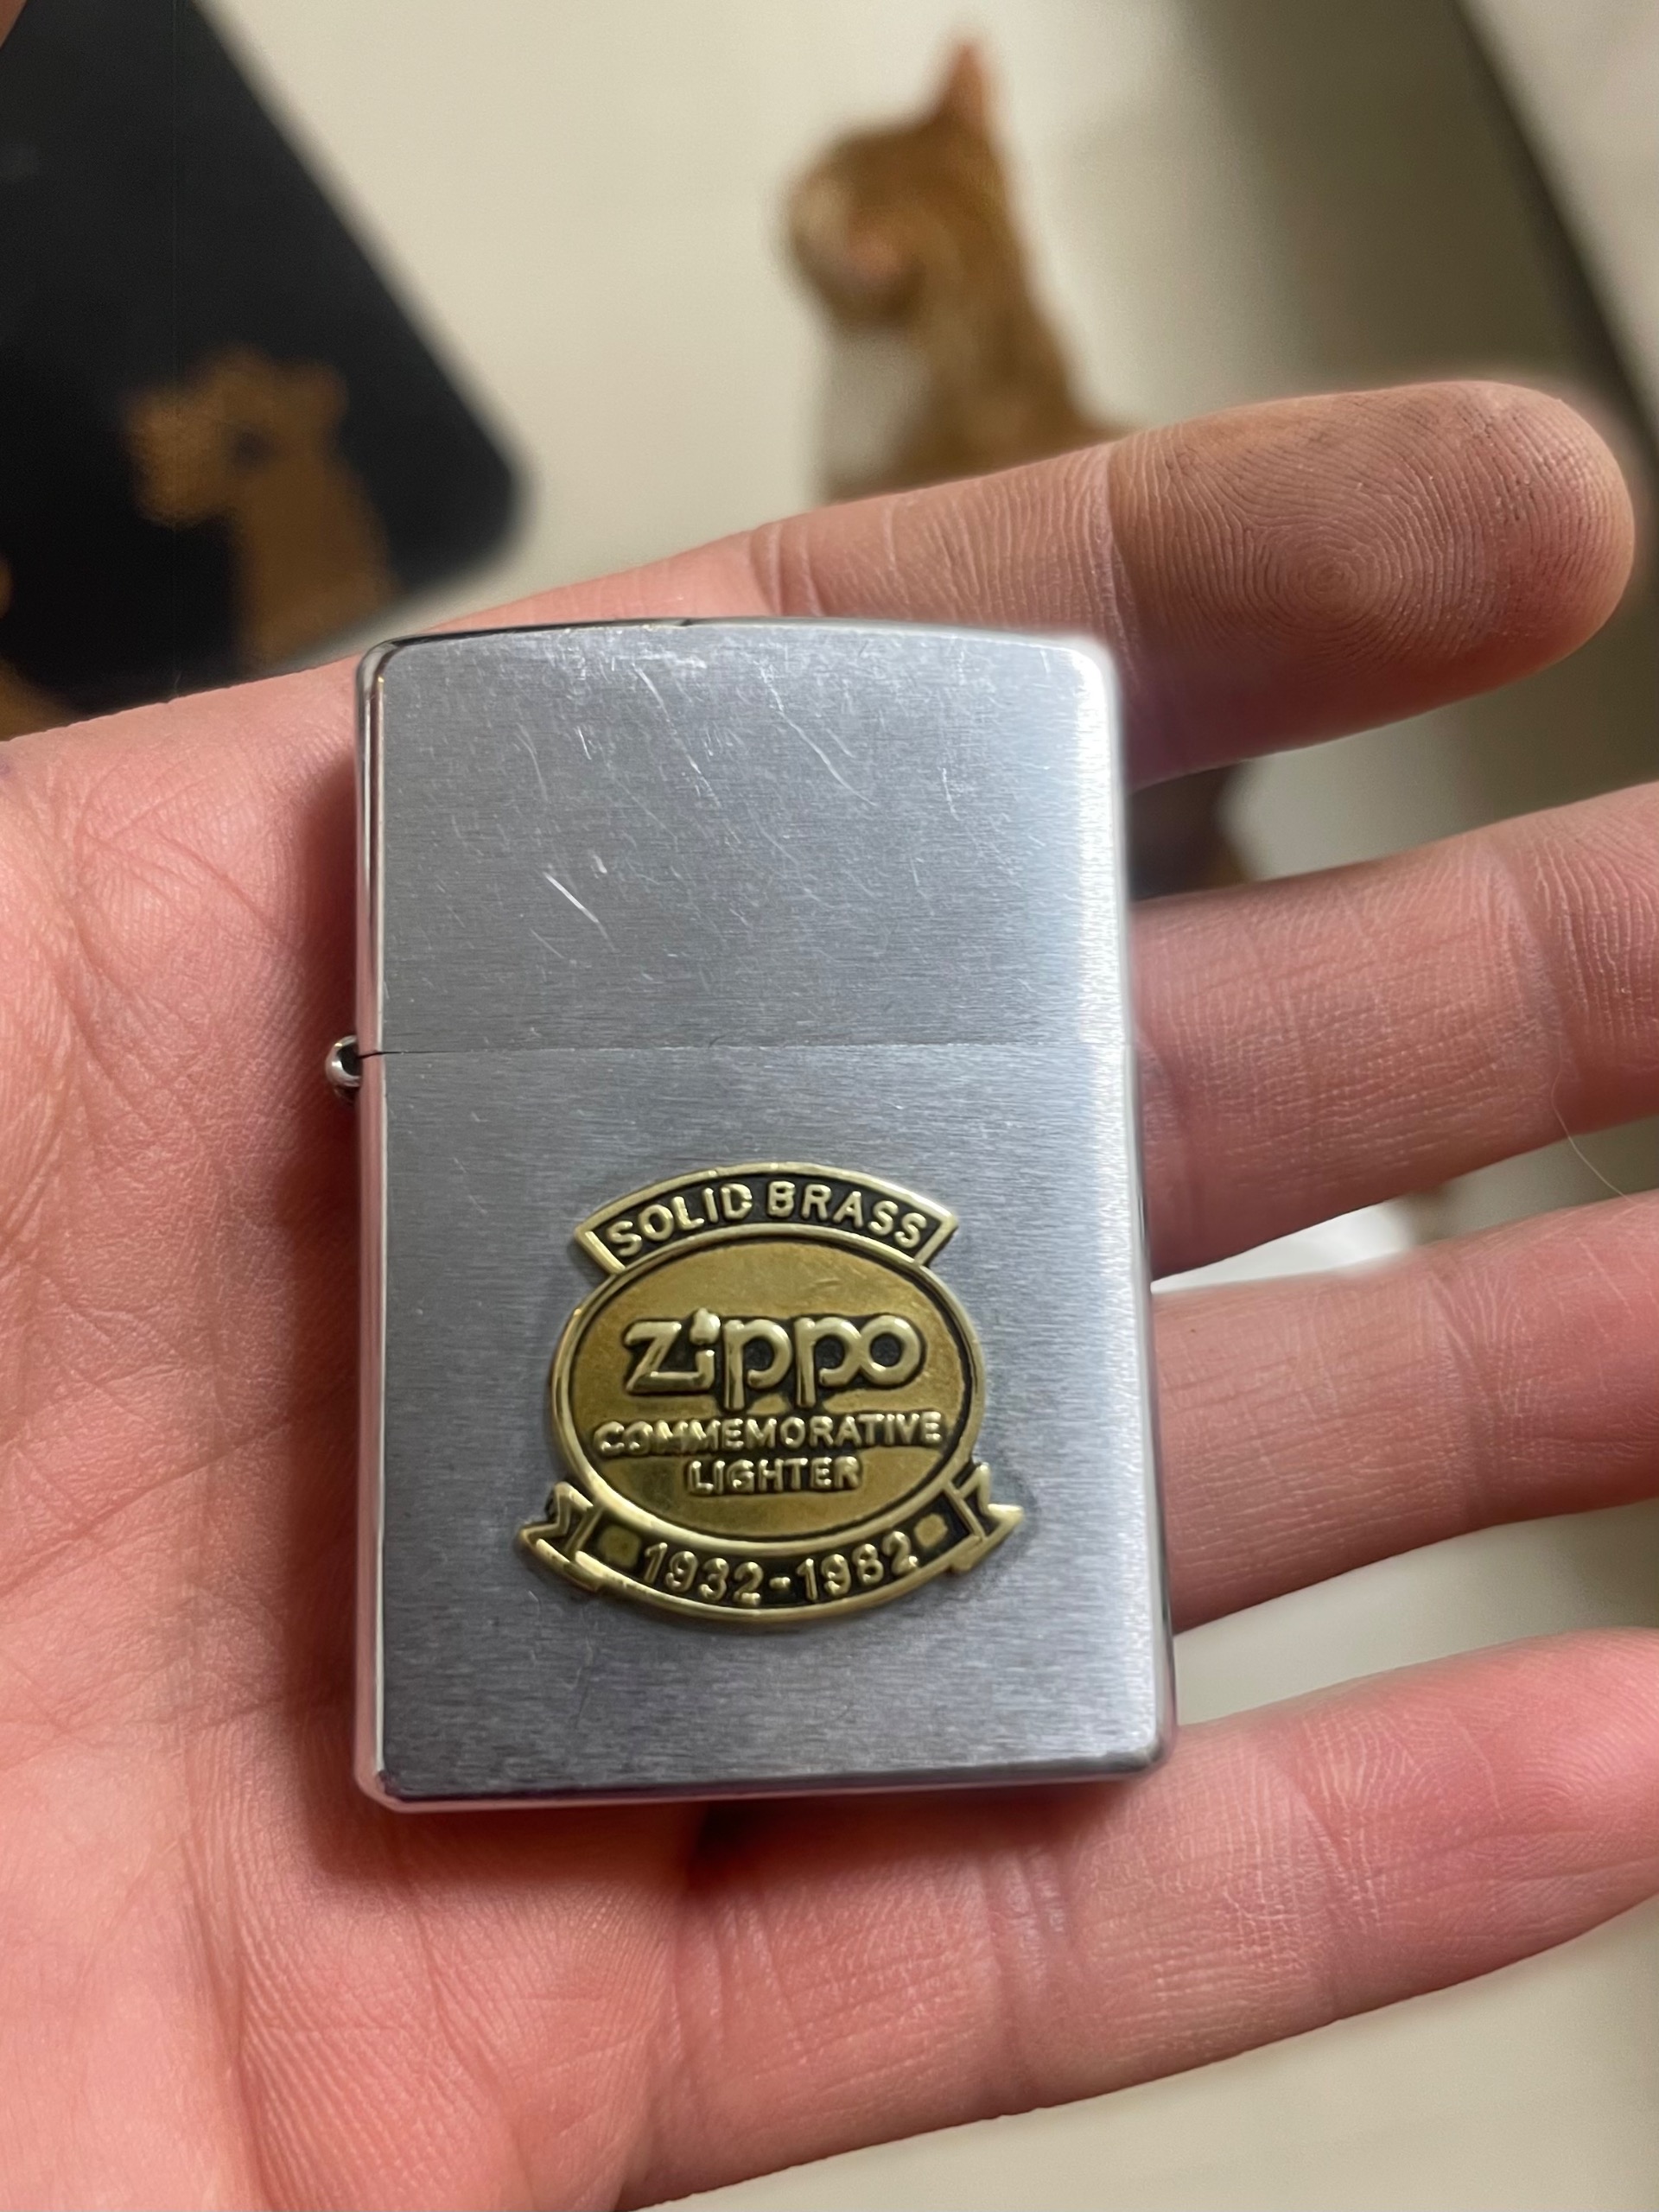 SOLID BRASS
zippo
COMMEMORATIVE
LIGHTER
1932-1982